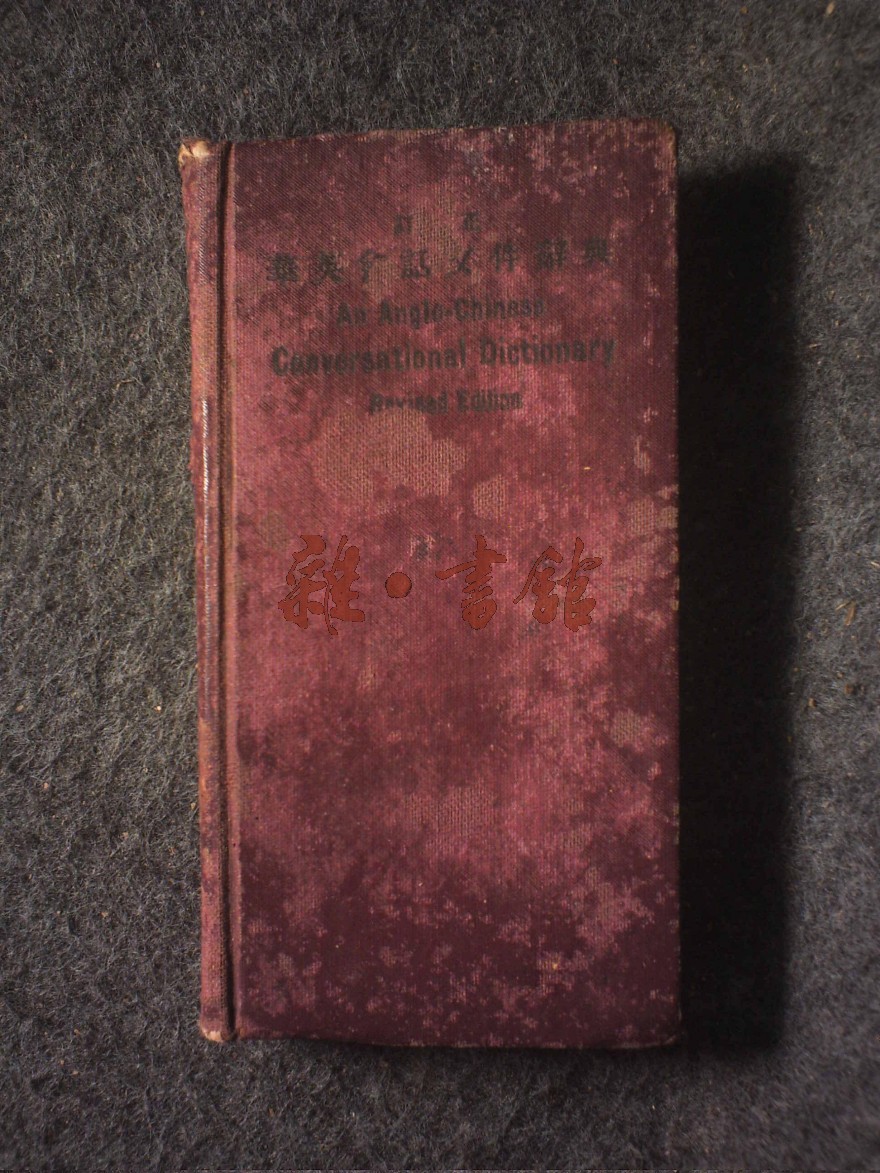 訂正
華英會話文件辭典
An Anglo-Chinese
Conversational Dictionary
Revised Edition
雜·書館